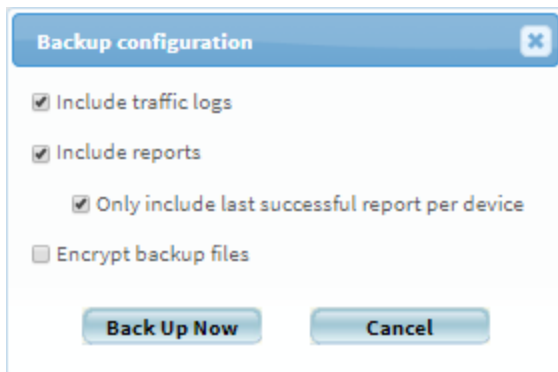 Backup configuration
Include traffic logs
Include reports
Only include last successful report per device
Encrypt backup files
Back Up Now Cancel